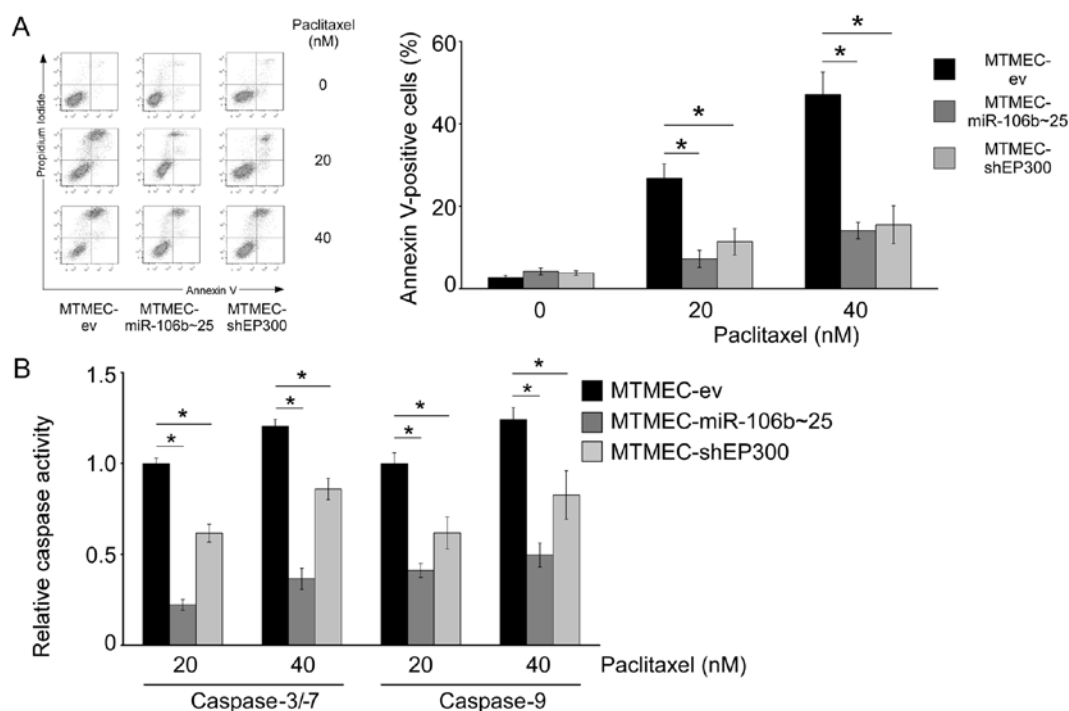 A
Paclitaxel
(nM)
0
20
40
Propidium Iodide
Annexin V
MTMEC-
ev
MTMEC-
miR-106b~25
MTMEC-
shEP300
Annexin V-positive cells (%)
60
40
20
0
* * * *
0 20 40
Paclitaxel (nM)
MTMEC-
ev
MTMEC-
miR-106b~25
MTMEC-
shEP300
B
Relative caspase activity
1.5
1.0
0.5
0
* * * * * * * *
MTMEC-ev
MTMEC-miR-106b~25
MTMEC-shEP300
20 40 20 40 Paclitaxel (nM)
Caspase-3/-7 Caspase-9